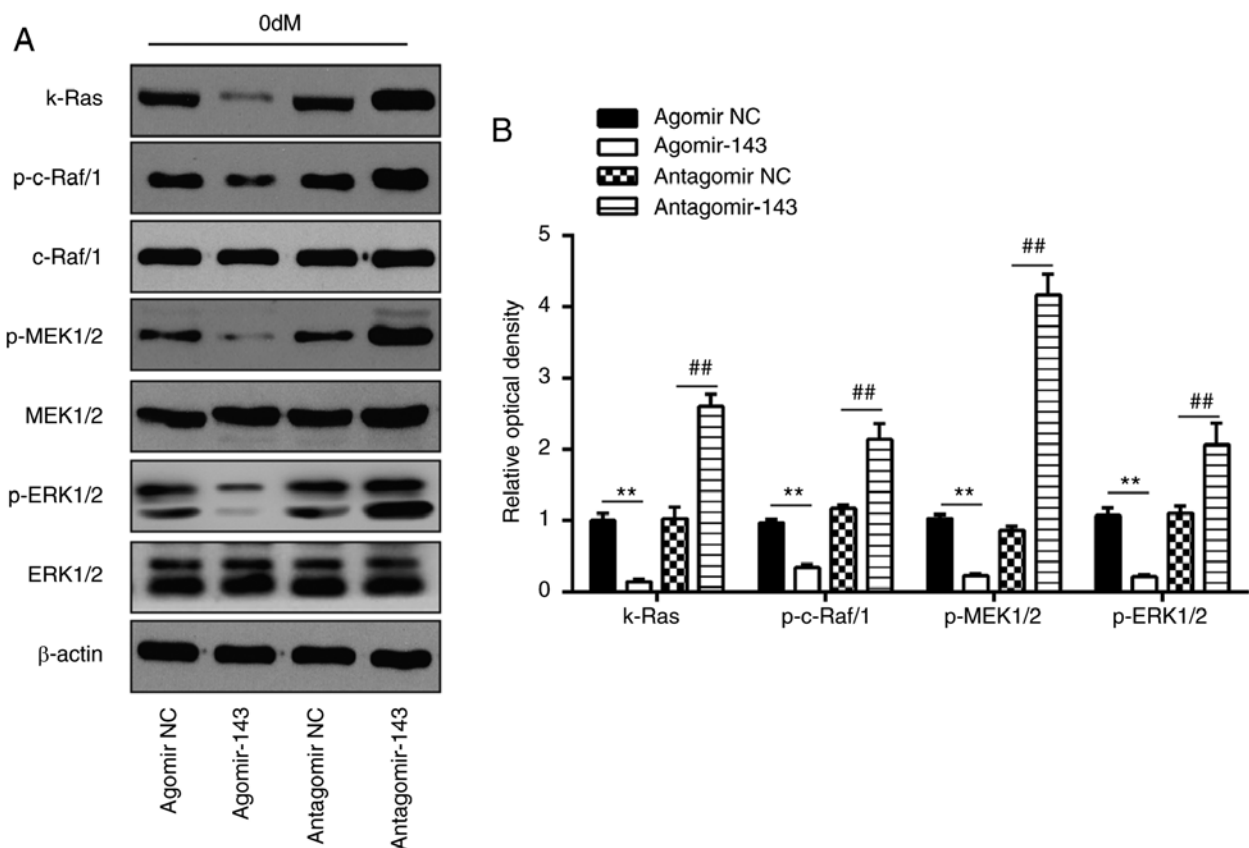 A
0dM
k-Ras
p-c-Raf/1
c-Raf/1
p-MEK1/2
MEK1/2
p-ERK1/2
ERK1/2
β-actin
Agomir NC
Agomir-143
Antagomir NC
Antagomir-143
B
Agomir NC
Agomir-143
Antagomir NC
Antagomir-143
Relative optical density
5
4
3
2
1
0
** ## ** ## ** ## ** ##
k-Ras p-c-Raf/1 p-MEK1/2 p-ERK1/2